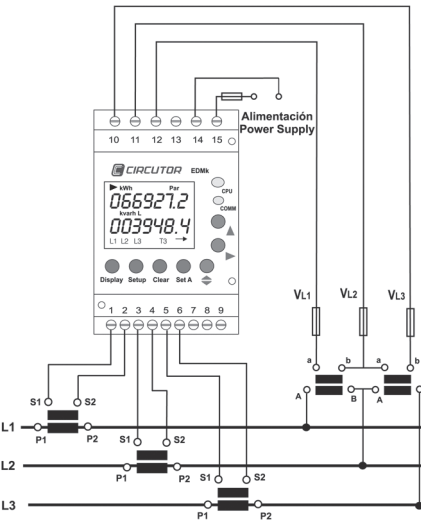 Alimentación
Power Supply
10 11 12 13 14 15
CIRCUTOR EDMk
kWh Par
066927.2
kvarh L
003948.4
L1 L2 L3 T3
CPU
COMM
Display Setup Clear Set A
1 2 3 4 5 6 7 8 9
VL1 VL2 VL3
a b a b
A B A
S1 S2
L1
P1 P2
S1 S2
L2
P1 P2
S1 S2
L3
P1 P2